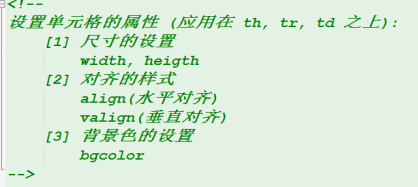 <!--
设置单元格的属性 (应用在 th, tr, td 之上):
[1] 尺寸的设置
width, heigth
[2] 对齐的样式
align(水平对齐)
valign(垂直对齐)
[3] 背景色的设置
bgcolor
-->